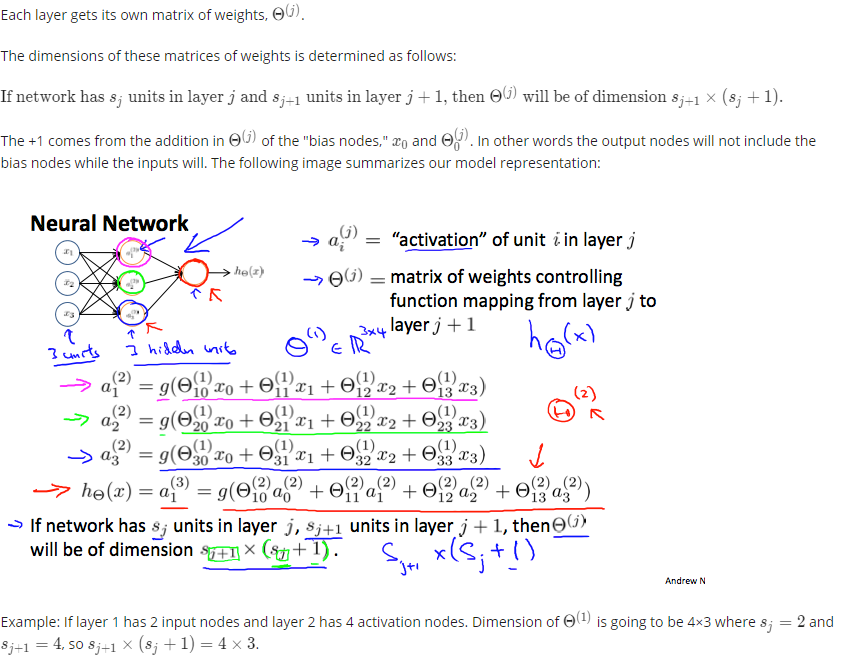 Each layer gets its own matrix of weights, Θ^(j).
The dimensions of these matrices of weights is determined as follows:
If network has s_j units in layer j and s_{j+1} units in layer j + 1, then Θ^(j) will be of dimension s_{j+1} × (s_j + 1).
The +1 comes from the addition in Θ^(j) of the "bias nodes," x_0 and Θ_0^(j). In other words the output nodes will not include the
bias nodes while the inputs will. The following image summarizes our model representation:
Neural Network
x_1
x_2
x_3
h_Θ(x)
3 units
3 hidden units
→ a_i^(j) = "activation" of unit i in layer j
→ Θ^(j) = matrix of weights controlling
function mapping from layer j to
layer j + 1
Θ^(1) ∈ ℝ^{3×4}
h_Θ(x)
→ a_1^(2) = g(Θ_10^(1) x_0 + Θ_11^(1) x_1 + Θ_12^(1) x_2 + Θ_13^(1) x_3)
→ a_2^(2) = g(Θ_20^(1) x_0 + Θ_21^(1) x_1 + Θ_22^(1) x_2 + Θ_23^(1) x_3)
Θ^(2)
→ a_3^(2) = g(Θ_30^(1) x_0 + Θ_31^(1) x_1 + Θ_32^(1) x_2 + Θ_33^(1) x_3)
→ h_Θ(x) = a_1^(3) = g(Θ_10^(2) a_0^(2) + Θ_11^(2) a_1^(2) + Θ_12^(2) a_2^(2) + Θ_13^(2) a_3^(2))
→ If network has s_j units in layer j, s_{j+1} units in layer j + 1, then Θ^(j)
will be of dimension s_{j+1} × (s_j + 1).
S_{j+1} × (S_j + 1)
Andrew N
Example: If layer 1 has 2 input nodes and layer 2 has 4 activation nodes. Dimension of Θ^(1) is going to be 4×3 where s_j = 2 and
s_{j+1} = 4, so s_{j+1} × (s_j + 1) = 4 × 3.